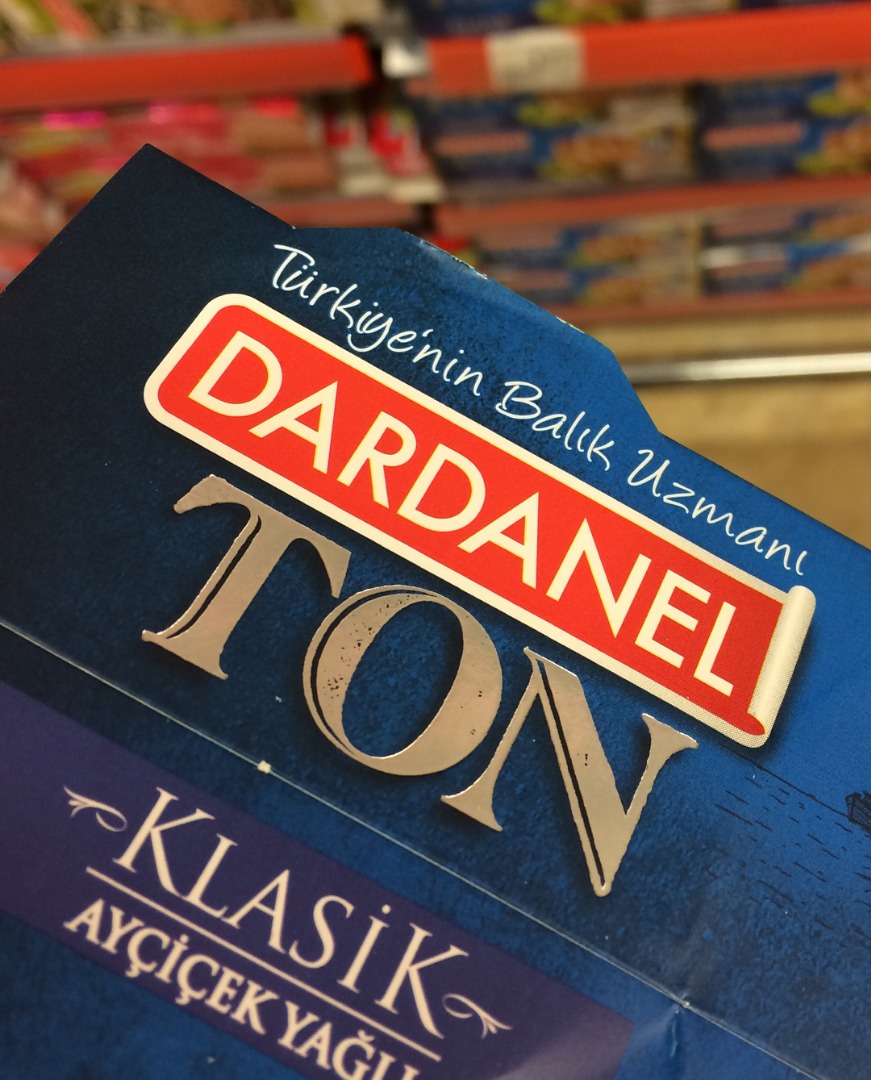 Türkiye'nin Balık Uzmanı
DARDANEL
TON
KLASİK
AYÇİÇEK YAĞLI